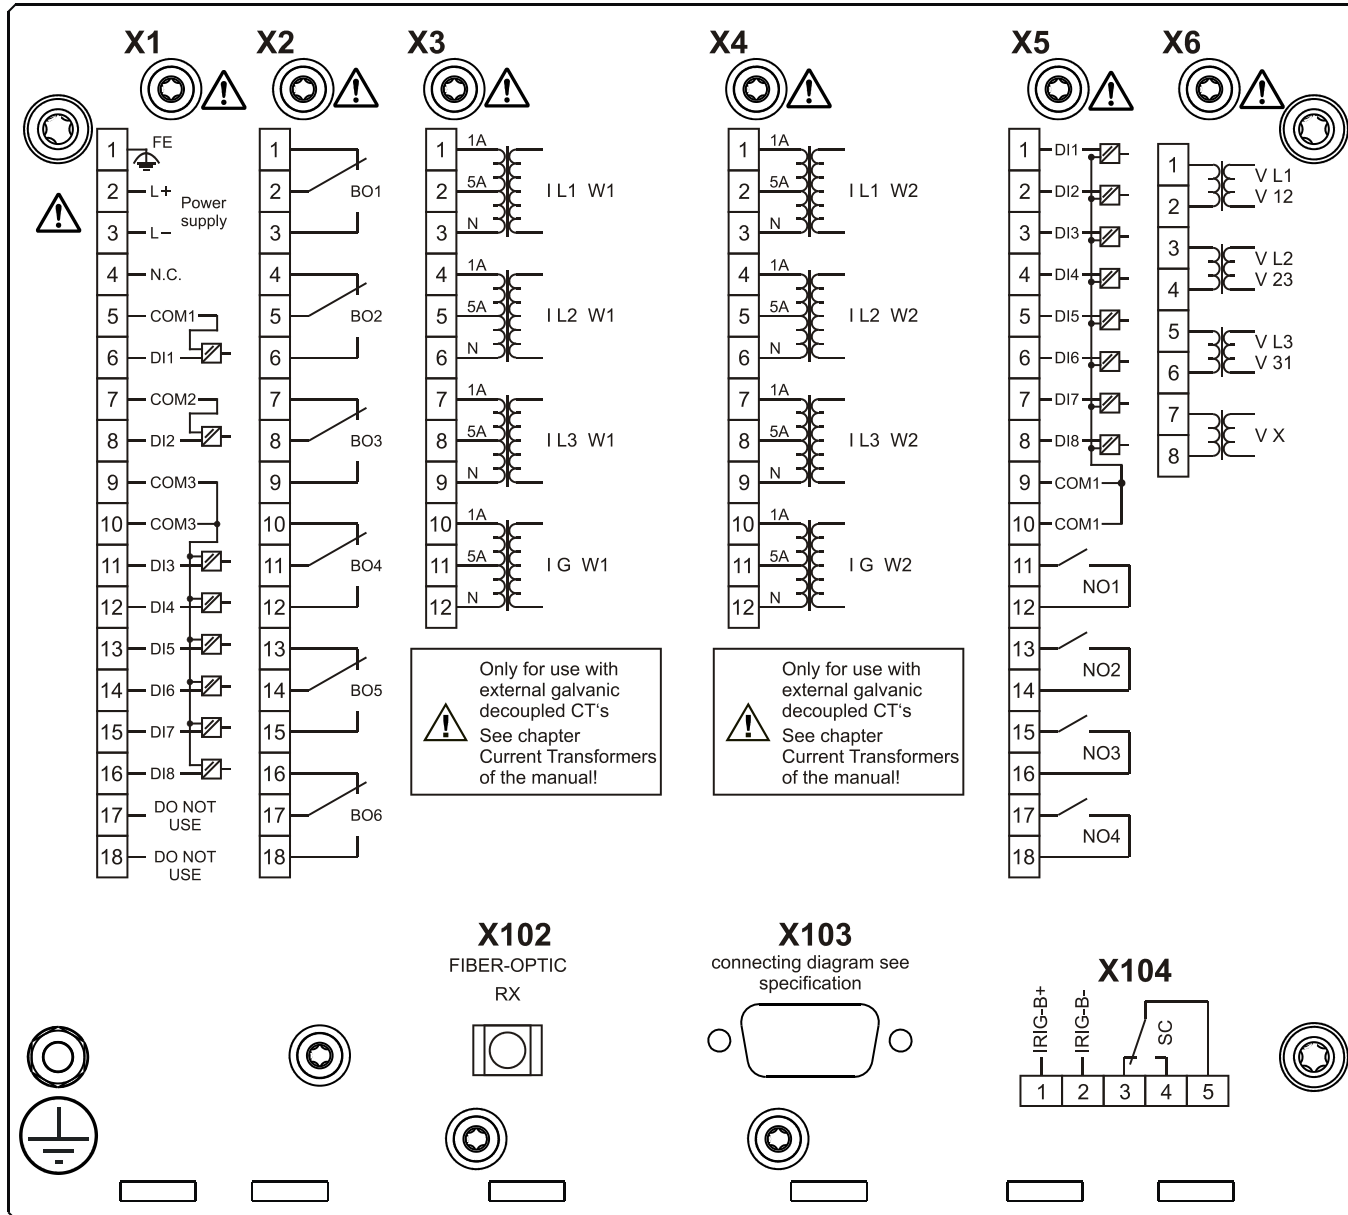 X1
1 FE
2 L+
Power
supply
3 L–
4 N.C.
5 COM1
6 DI1
7 COM2
8 DI2
9 COM3
10 COM3
11 DI3
12 DI4
13 DI5
14 DI6
15 DI7
16 DI8
17 DO NOT
USE
18 DO NOT
USE
X2
1
2 BO1
3
4
5 BO2
6
7
8 BO3
9
10
11 BO4
12
13
14 BO5
15
16
17 BO6
18
X3
1 1A
2 5A I L1 W1
3 N
4 1A
5 5A I L2 W1
6 N
7 1A
8 5A I L3 W1
9 N
10 1A
11 5A I G W1
12 N
Only for use with
external galvanic
decoupled CT‘s
See chapter
Current Transformers
of the manual!
X4
1 1A
2 5A I L1 W2
3 N
4 1A
5 5A I L2 W2
6 N
7 1A
8 5A I L3 W2
9 N
10 1A
11 5A I G W2
12 N
Only for use with
external galvanic
decoupled CT‘s
See chapter
Current Transformers
of the manual!
X5
1 DI1
2 DI2
3 DI3
4 DI4
5 DI5
6 DI6
7 DI7
8 DI8
9 COM1
10 COM1
11
NO1
12
13
NO2
14
15
NO3
16
17
NO4
18
X6
1 V L1
2 V 12
3 V L2
4 V 23
5 V L3
6 V 31
7
V X
8
X102
FIBER-OPTIC
RX
X103
connecting diagram see
specification
X104
IRIG-B+
IRIG-B-
SC
1 2 3 4 5